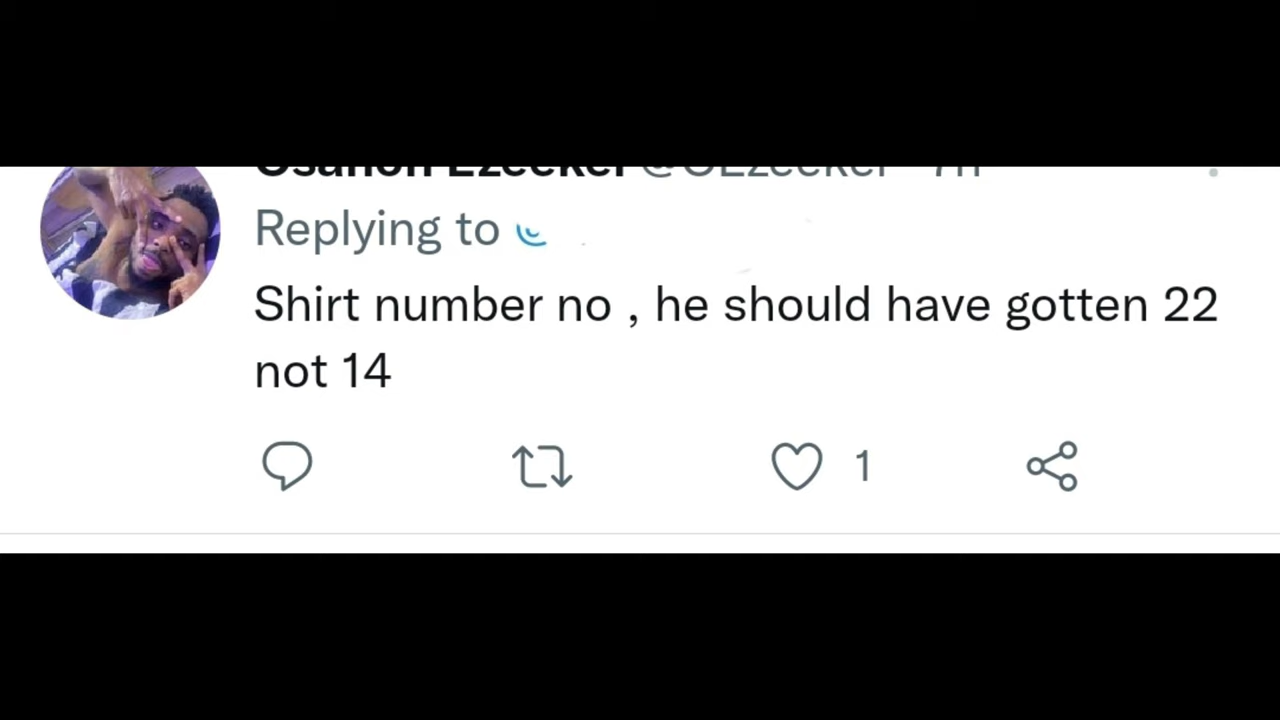 Replying to
Shirt number no , he should have gotten 22
not 14
1